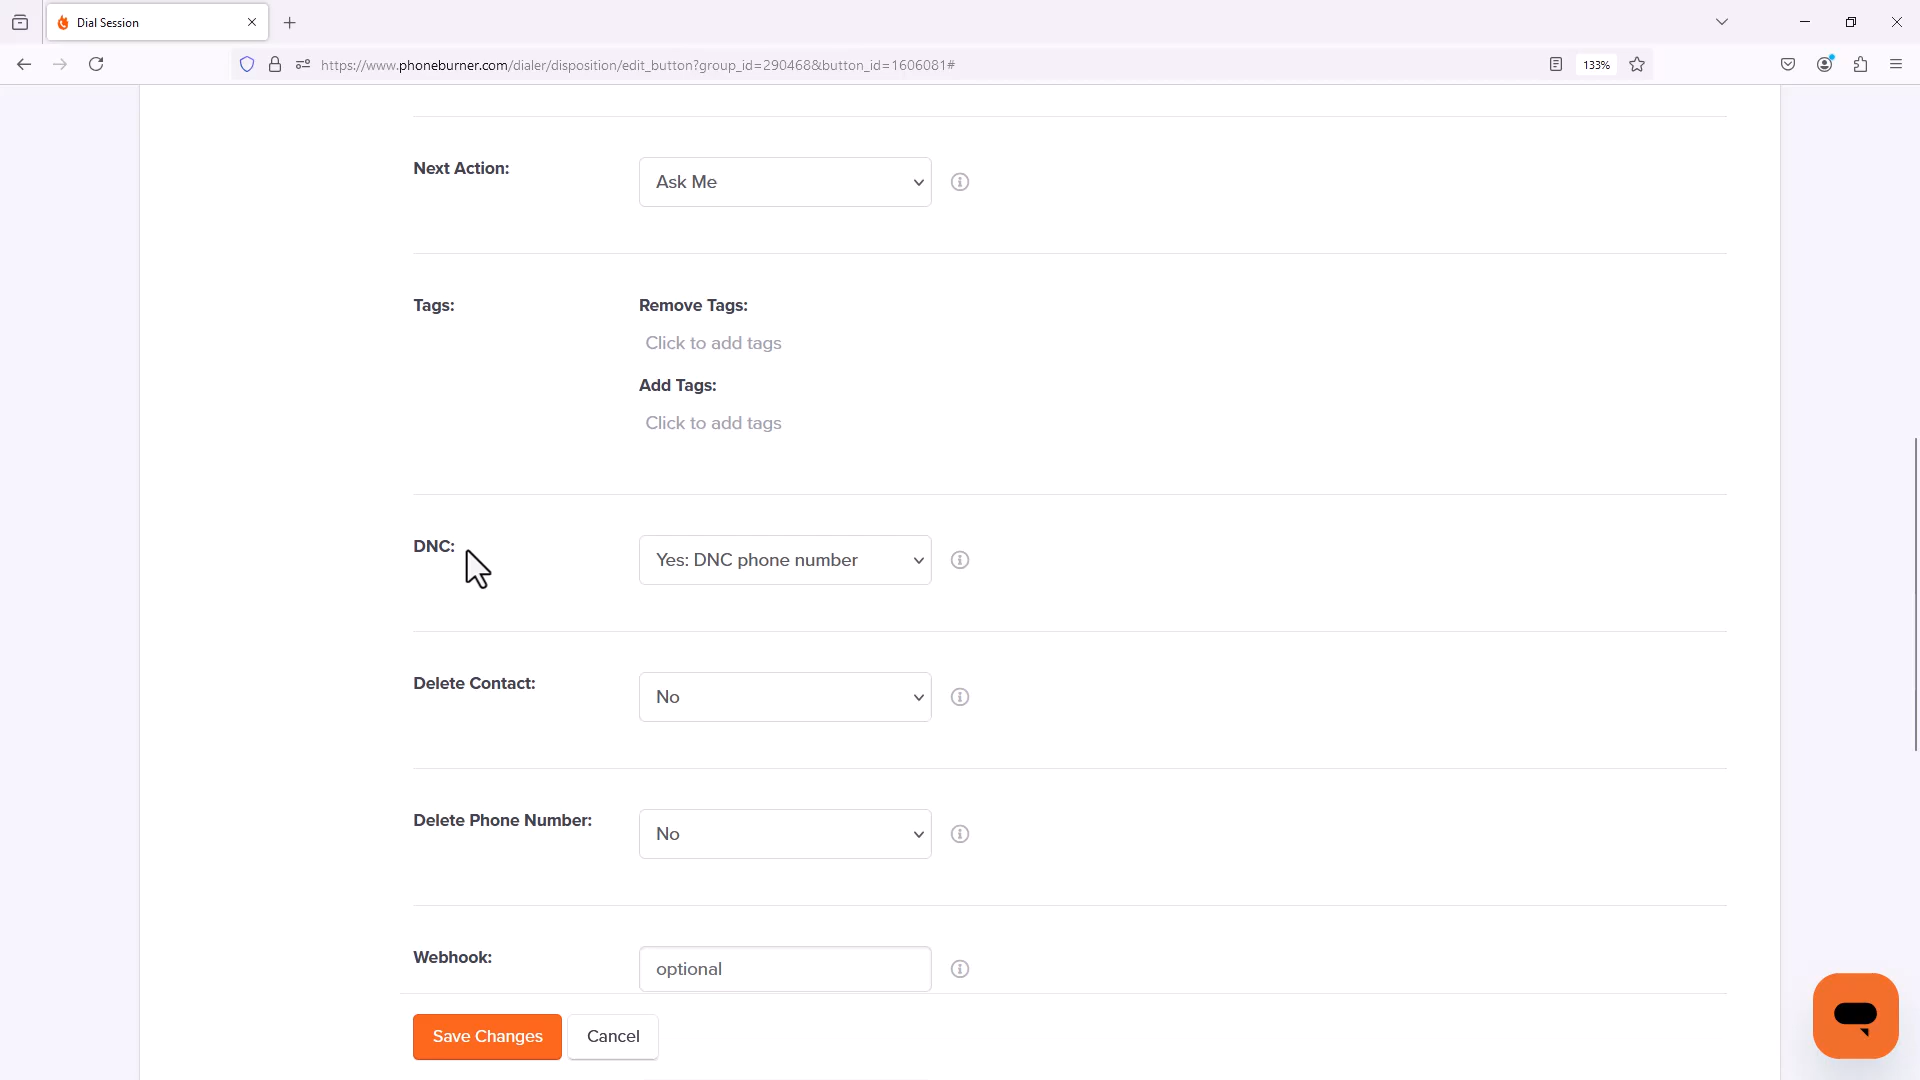 Dial Session
https://www.phoneburner.com/dialer/disposition/edit_button?group_id=290468&button_id=1606081#
133%
Next Action:
Ask Me
Tags:
Remove Tags:
Click to add tags
Add Tags:
Click to add tags
DNC:
Yes: DNC phone number
Delete Contact:
No
Delete Phone Number:
No
Webhook:
optional
Save Changes
Cancel